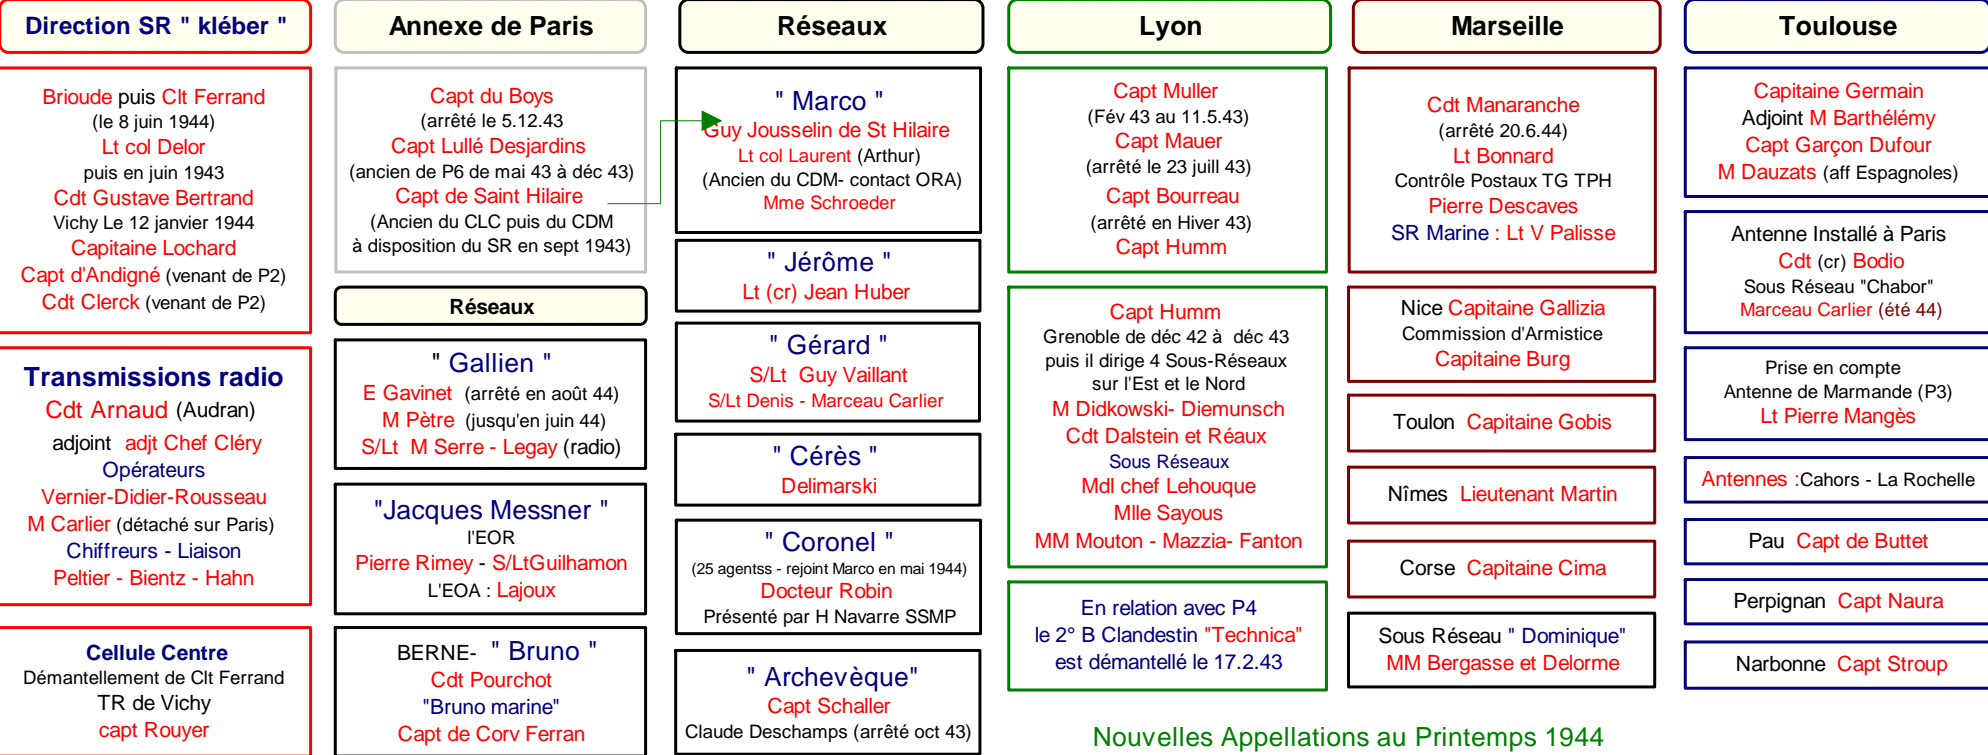 Direction SR " kléber "
Brioude puis Clt Ferrand
(le 8 juin 1944)
Lt col Delor
puis en juin 1943
Cdt Gustave Bertrand
Vichy Le 12 janvier 1944
Capitaine Lochard
Capt d'Andigné (venant de P2)
Cdt Clerck (venant de P2)
Transmissions radio
Cdt Arnaud (Audran)
adjoint adjt Chef Cléry
Opérateurs
Vernier-Didier-Rousseau
M Carlier (détaché sur Paris)
Chiffreurs - Liaison
Peltier - Bientz - Hahn
Cellule Centre
Démantellement de Clt Ferrand
TR de Vichy
capt Rouyer
Annexe de Paris
Capt du Boys
(arrêté le 5.12.43
Capt Lullé Desjardins
(ancien de P6 de mai 43 à déc 43)
Capt de Saint Hilaire
(Ancien du CLC puis du CDM
à disposition du SR en sept 1943)
Réseaux
" Gallien "
E Gavinet (arrêté en août 44)
M Pètre (jusqu'en juin 44)
S/Lt M Serre - Legay (radio)
"Jacques Messner "
l'EOR
Pierre Rimey - S/LtGuilhamon
L'EOA : Lajoux
BERNE- " Bruno "
Cdt Pourchot
"Bruno marine"
Capt de Corv Ferran
Réseaux
" Marco "
Guy Jousselin de St Hilaire
Lt col Laurent (Arthur)
(Ancien du CDM- contact ORA)
Mme Schroeder
" Jérôme "
Lt (cr) Jean Huber
" Gérard "
S/Lt Guy Vaillant
S/Lt Denis - Marceau Carlier
" Cérès "
Delimarski
" Coronel "
(25 agentss - rejoint Marco en mai 1944)
Docteur Robin
Présenté par H Navarre SSMP
" Archevèque"
Capt Schaller
Claude Deschamps (arrêté oct 43)
Lyon
Capt Muller
(Fév 43 au 11.5.43)
Capt Mauer
(arrêté le 23 juill 43)
Capt Bourreau
(arrêté en Hiver 43)
Capt Humm
Capt Humm
Grenoble de déc 42 à déc 43
puis il dirige 4 Sous-Réseaux
sur l'Est et le Nord
M Didkowski- Diemunsch
Cdt Dalstein et Réaux
Sous Réseaux
Mdl chef Lehouque
Mlle Sayous
MM Mouton - Mazzia- Fanton
En relation avec P4
le 2° B Clandestin "Technica"
est démantellé le 17.2.43
Marseille
Cdt Manaranche
(arrêté 20.6.44)
Lt Bonnard
Contrôle Postaux TG TPH
Pierre Descaves
SR Marine : Lt V Palisse
Nice Capitaine Gallizia
Commission d'Armistice
Capitaine Burg
Toulon Capitaine Gobis
Nîmes Lieutenant Martin
Corse Capitaine Cima
Sous Réseau " Dominique"
MM Bergasse et Delorme
Toulouse
Capitaine Germain
Adjoint M Barthélémy
Capt Garçon Dufour
M Dauzats (aff Espagnoles)
Antenne Installé à Paris
Cdt (cr) Bodio
Sous Réseau "Chabor"
Marceau Carlier (été 44)
Prise en compte
Antenne de Marmande (P3)
Lt Pierre Mangès
Antennes :Cahors - La Rochelle
Pau Capt de Buttet
Perpignan Capt Naura
Narbonne Capt Stroup
Nouvelles Appellations au Printemps 1944